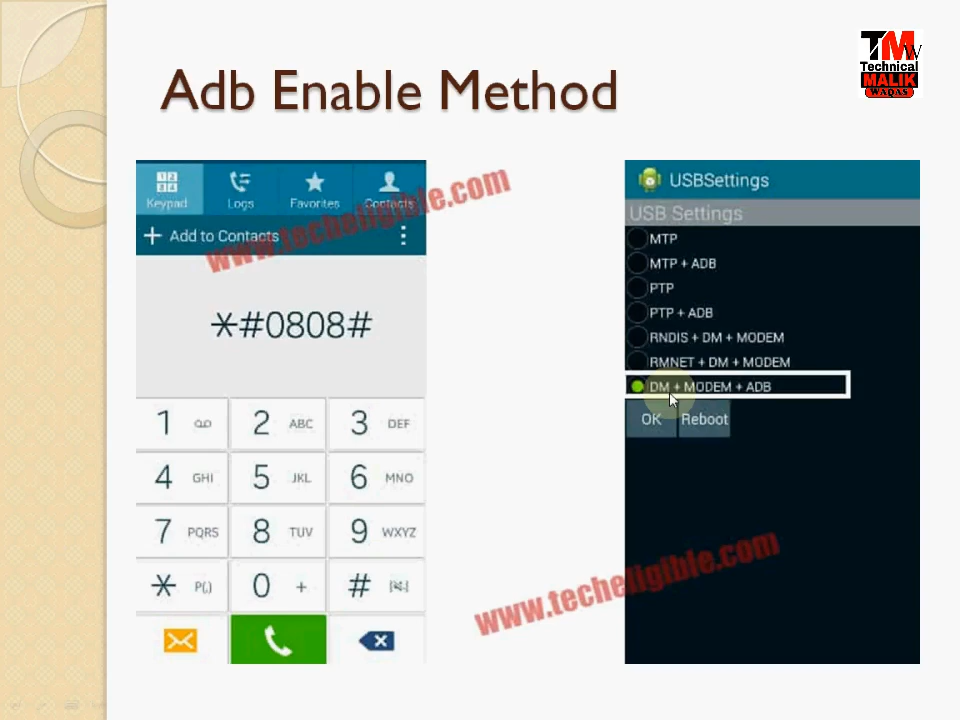 Adb Enable Method
TMW
Technical
MALIK
WAQAS
Keypad Logs Favorites Contacts
+ Add to Contacts
*#0808#
1
2 ABC
3 DEF
4 GHI
5 JKL
6 MNO
7 PQRS
8 TUV
9 WXYZ
* P(,)
0 +
#
www.techeligible.com
USBSettings
USB Settings
MTP
MTP + ADB
PTP
PTP + ADB
RNDIS + DM + MODEM
RMNET + DM + MODEM
DM + MODEM + ADB
OK Reboot
www.techeligible.com